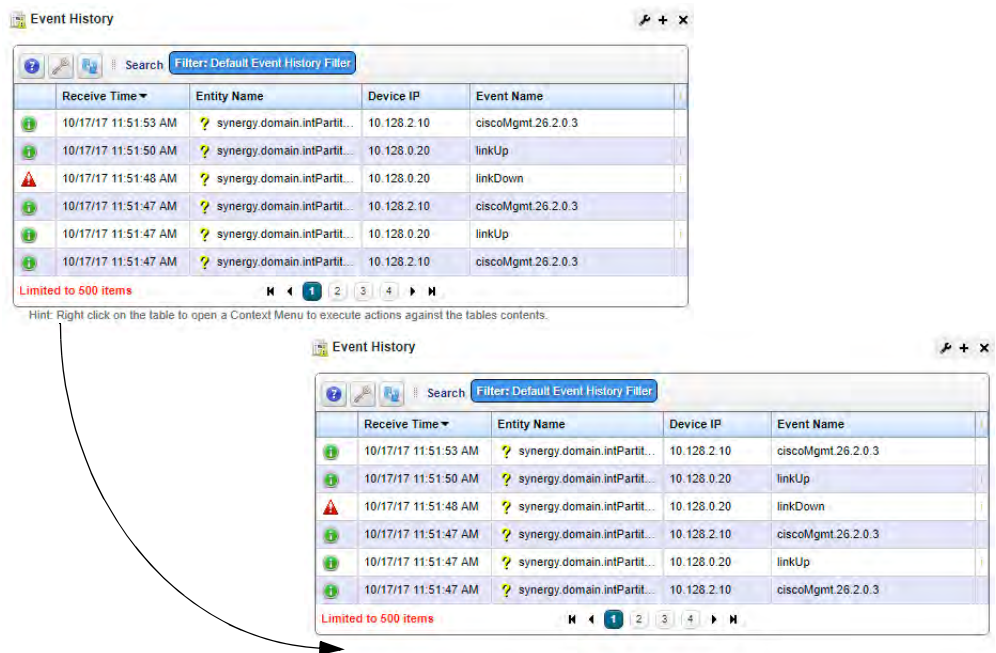 Event History
Search Filter: Default Event History Filter
Receive Time Entity Name Device IP Event Name
10/17/17 11:51:53 AM synergy.domain.intPartit... 10.128.2.10 ciscoMgmt.26.2.0.3
10/17/17 11:51:50 AM synergy.domain.intPartit... 10.128.0.20 linkUp
10/17/17 11:51:48 AM synergy.domain.intPartit... 10.128.0.20 linkDown
10/17/17 11:51:47 AM synergy.domain.intPartit... 10.128.2.10 ciscoMgmt.26.2.0.3
10/17/17 11:51:47 AM synergy.domain.intPartit... 10.128.0.20 linkUp
10/17/17 11:51:47 AM synergy.domain.intPartit... 10.128.2.10 ciscoMgmt.26.2.0.3
Limited to 500 items 1 2 3 4
Hint: Right click on the table to open a Context Menu to execute actions against the tables contents.
Event History
Search Filter: Default Event History Filter
Receive Time Entity Name Device IP Event Name
10/17/17 11:51:53 AM synergy.domain.intPartit... 10.128.2.10 ciscoMgmt.26.2.0.3
10/17/17 11:51:50 AM synergy.domain.intPartit... 10.128.0.20 linkUp
10/17/17 11:51:48 AM synergy.domain.intPartit... 10.128.0.20 linkDown
10/17/17 11:51:47 AM synergy.domain.intPartit... 10.128.2.10 ciscoMgmt.26.2.0.3
10/17/17 11:51:47 AM synergy.domain.intPartit... 10.128.0.20 linkUp
10/17/17 11:51:47 AM synergy.domain.intPartit... 10.128.2.10 ciscoMgmt.26.2.0.3
Limited to 500 items 1 2 3 4